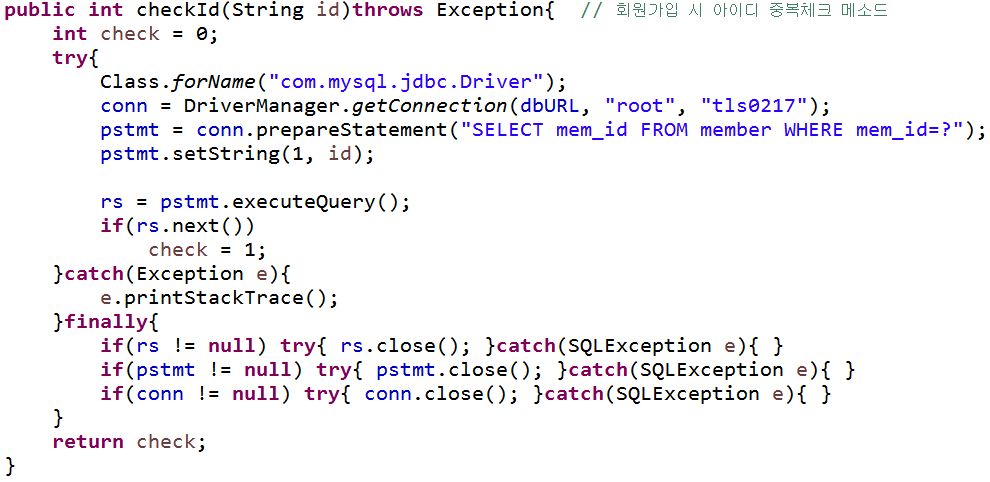 public int checkId(String id)throws Exception{  // 회원가입 시 아이디 중복체크 메소드
    int check = 0;
    try{
        Class.forName("com.mysql.jdbc.Driver");
        conn = DriverManager.getConnection(dbURL, "root", "tls0217");
        pstmt = conn.prepareStatement("SELECT mem_id FROM member WHERE mem_id=?");
        pstmt.setString(1, id);

        rs = pstmt.executeQuery();
        if(rs.next())
            check = 1;
    }catch(Exception e){
        e.printStackTrace();
    }finally{
        if(rs != null) try{ rs.close(); }catch(SQLException e){ }
        if(pstmt != null) try{ pstmt.close(); }catch(SQLException e){ }
        if(conn != null) try{ conn.close(); }catch(SQLException e){ }
    }
    return check;
}